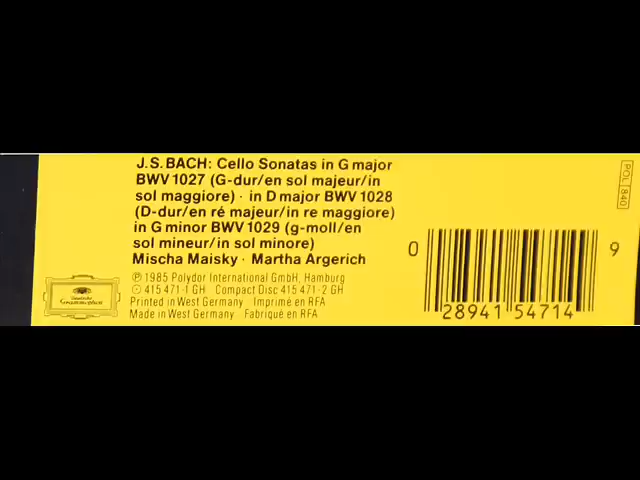 J.S. BACH: Cello Sonatas in G major
BWV 1027 (G-dur/en sol majeur/in
sol maggiore) · in D major BWV 1028
(D-dur/en ré majeur/in re maggiore)
in G minor BWV 1029 (g-moll/en
sol mineur/in sol minore)
Mischa Maisky · Martha Argerich
℗ 1985 Polydor International GmbH, Hamburg
415 471-1 GH Compact Disc 415 471-2 GH
Printed in West Germany Imprimé en RFA
Made in West Germany Fabriqué en RFA
Deutsche
Grammophon
0 28941 54714 9
POL 840